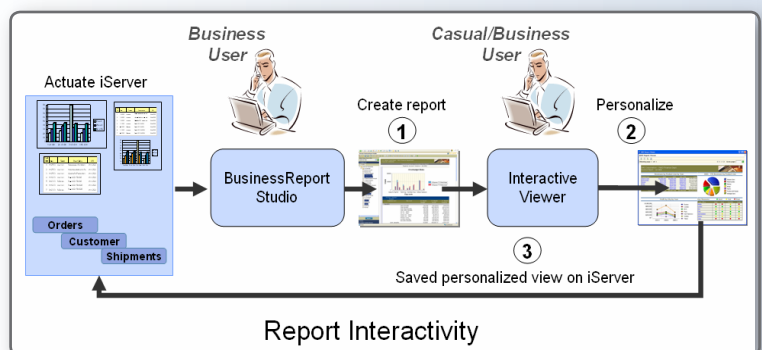 Business
User
Casual/Business
User
Actuate iServer
Create report
1
Personalize
2
BusinessReport
Studio
Interactive
Viewer
Orders
Customer
Shipments
3
Saved personalized view on iServer
Report Interactivity